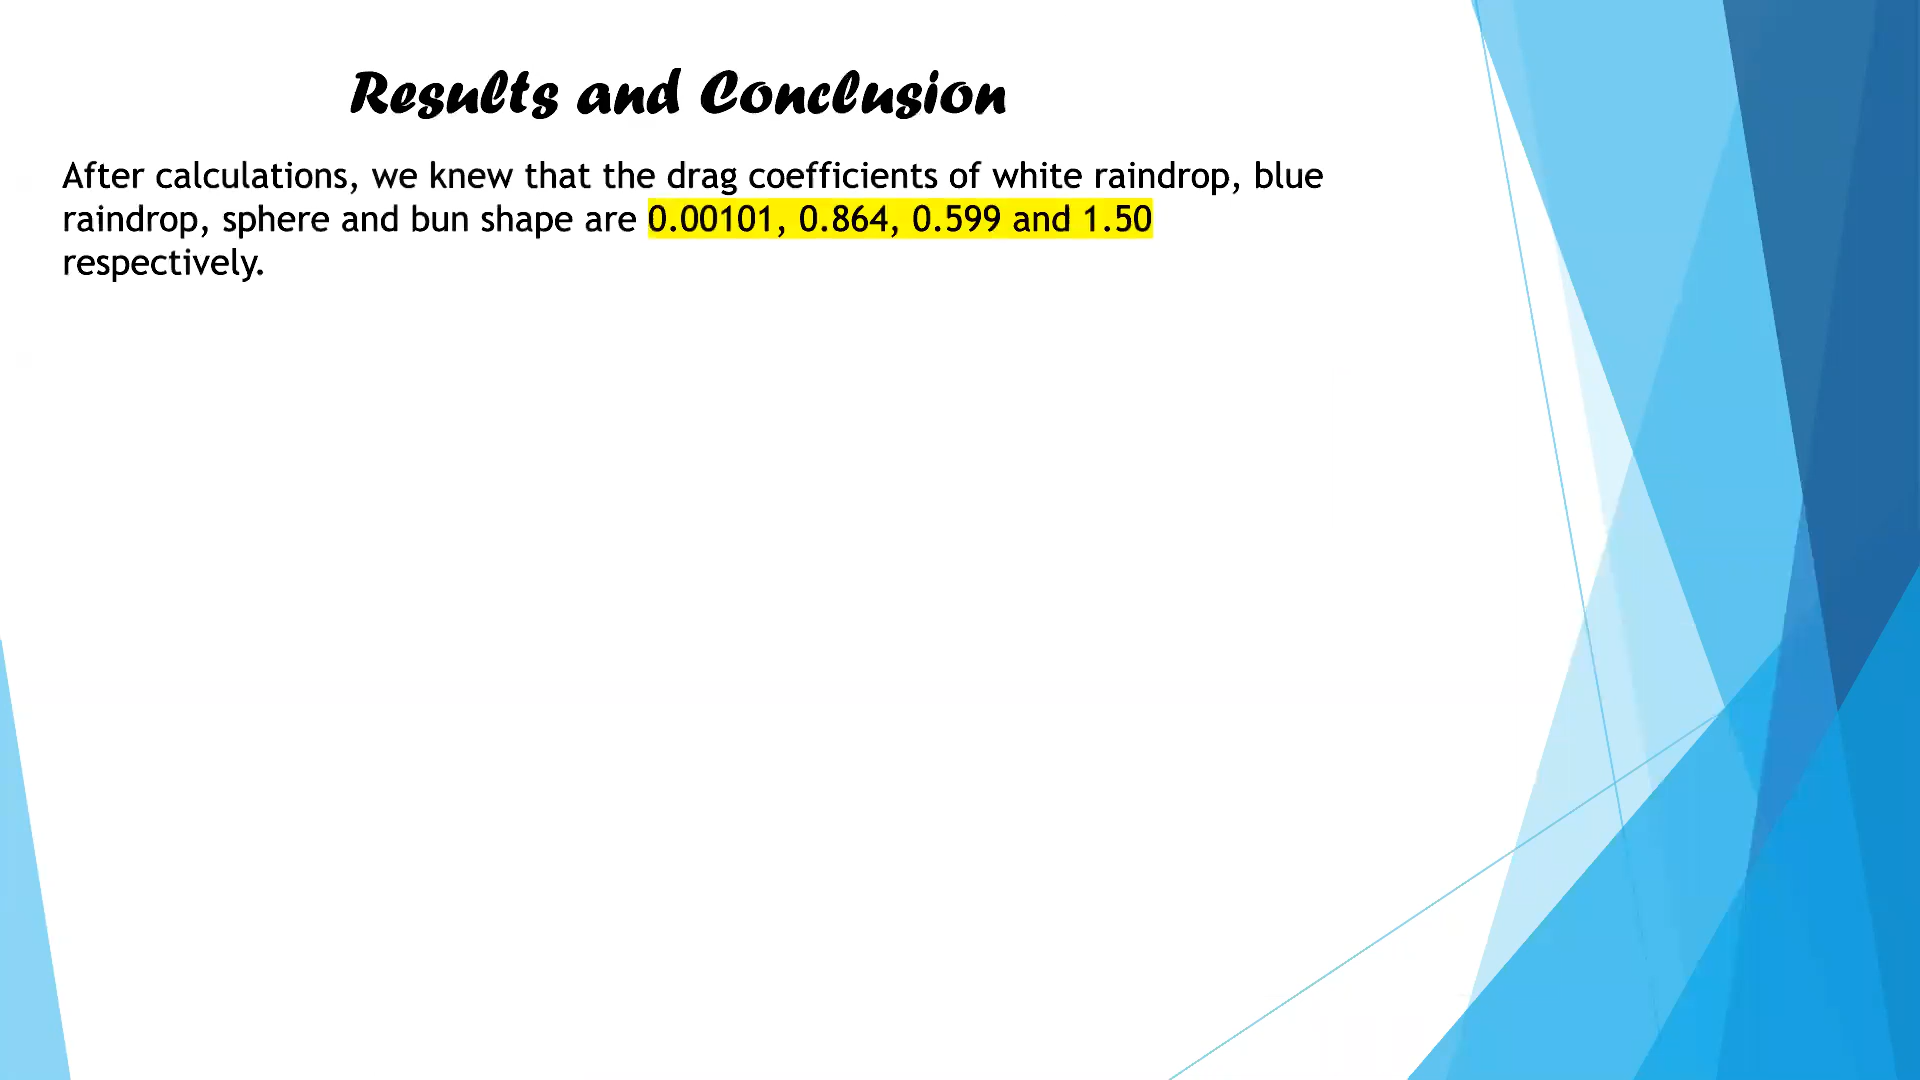 Results and Conclusion
After calculations, we knew that the drag coefficients of white raindrop, blue
raindrop, sphere and bun shape are 0.00101, 0.864, 0.599 and 1.50
respectively.